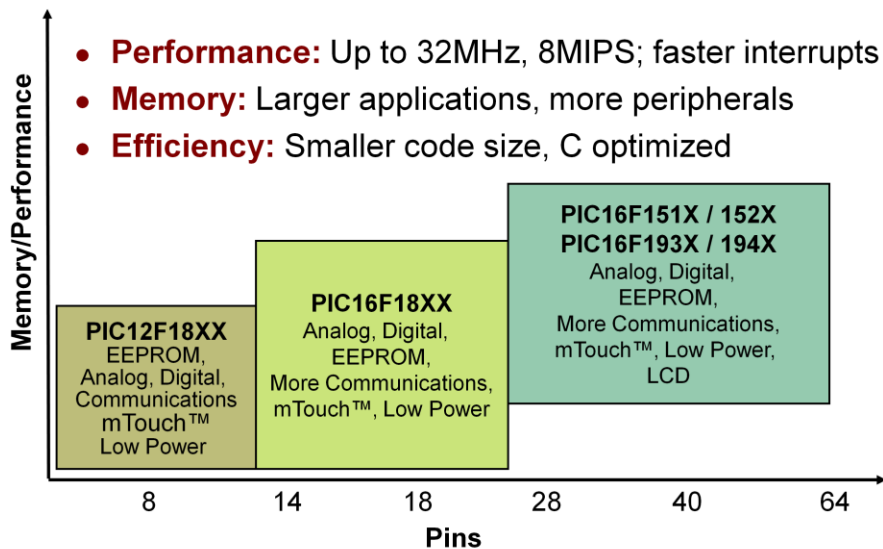 • Performance: Up to 32MHz, 8MIPS; faster interrupts
• Memory: Larger applications, more peripherals
• Efficiency: Smaller code size, C optimized
Memory/Performance
PIC12F18XX
EEPROM,
Analog, Digital,
Communications
mTouch™
Low Power
PIC16F18XX
Analog, Digital,
EEPROM,
More Communications,
mTouch™, Low Power
PIC16F151X / 152X
PIC16F193X / 194X
Analog, Digital,
EEPROM,
More Communications,
mTouch™, Low Power,
LCD
8 14 18 28 40 64
Pins